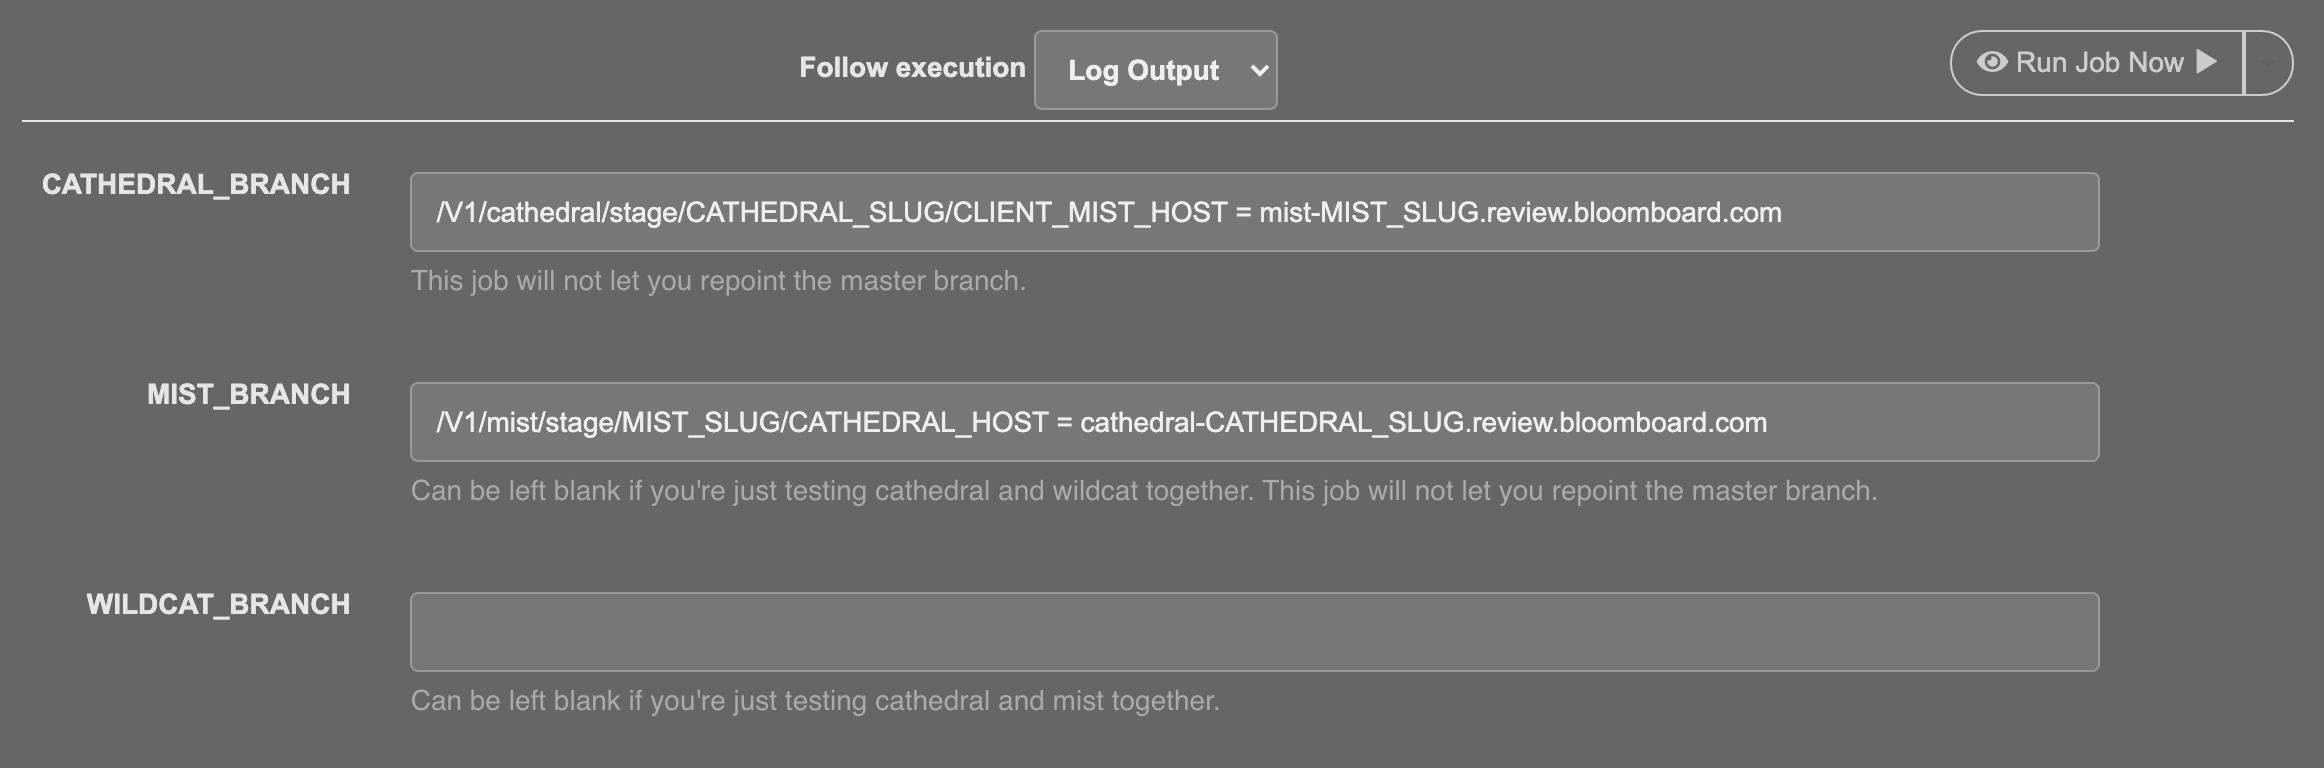 Follow execution Log Output Run Job Now
CATHEDRAL_BRANCH /V1/cathedral/stage/CATHEDRAL_SLUG/CLIENT_MIST_HOST = mist-MIST_SLUG.review.bloomboard.com
This job will not let you repoint the master branch.
MIST_BRANCH /V1/mist/stage/MIST_SLUG/CATHEDRAL_HOST = cathedral-CATHEDRAL_SLUG.review.bloomboard.com
Can be left blank if you're just testing cathedral and wildcat together. This job will not let you repoint the master branch.
WILDCAT_BRANCH
Can be left blank if you're just testing cathedral and mist together.